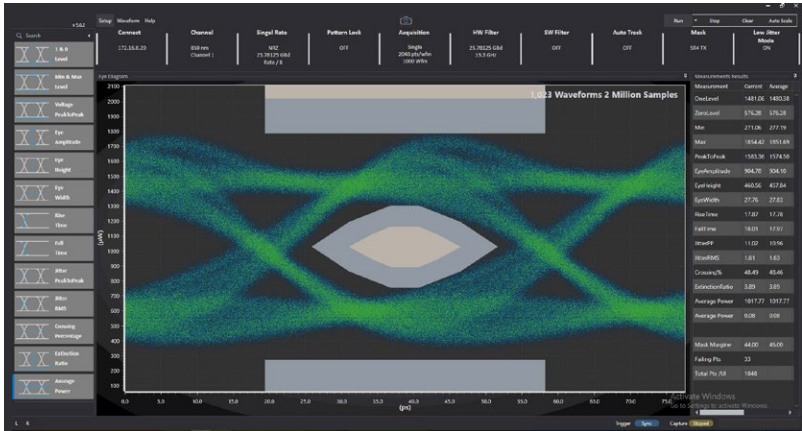 v 5.6.2
Setup Waveform Help
Run
Stop
Clear
Auto Scale
Search
Connect
172.16.8.20
Channel
850 nm
Channel 1
Singel Rate
NRZ
25.78125 GBd
Rate / 8
Pattern Lock
OFF
Acquisition
Single
2048 pts/wfm
1000 Wfm
HW Filter
25.78125 GBd
19.3 GHz
SW Filter
OFF
Auto Track
OFF
Mask
SR4 TX
Low Jitter
Mode
ON
1 & 0
Level
Min & Max
Level
Voltage
PeakToPeak
Eye
Amplitude
Eye
Height
Eye
Width
Rise
Time
Fall
Time
Jitter
PeakToPeak
Jitter
RMS
Crossing
Percentage
Extinction
Ratio
Average
Power
Eye Diagram
1,023 Waveforms 2 Million Samples
2100
2000
1900
1800
1700
1600
1500
1400
1300
1200
1100
1000
900
800
700
600
500
400
300
200
100
(µW)
0.0 5.0 10.0 15.0 20.0 25.0 30.0 35.0 40.0 45.0 50.0 55.0 60.0 65.0 70.0 75.0
(ps)
Measurements Results
Measurement Current Average
OneLevel 1481.06 1480.38
ZeroLevel 576.28 576.28
Min 271.06 277.19
Max 1854.42 1851.69
PeakToPeak 1583.36 1574.50
EyeAmplitude 904.78 904.10
EyeHeight 460.56 457.84
EyeWidth 27.76 27.83
RiseTime 17.87 17.78
FallTime 18.01 17.97
JitterPP 11.02 10.96
JitterRMS 1.61 1.63
Crossing% 48.49 48.46
ExtinctionRatio 3.89 3.89
Average Power 1017.77 1017.77
Average Power 0.08 0.08
Mask Margine 44.00 45.00
Failing Pts 33
Total Pts /UI 1848
Activate Windows
Go to Settings to activate Windows.
L R
Trigger Sync Capture Stopped